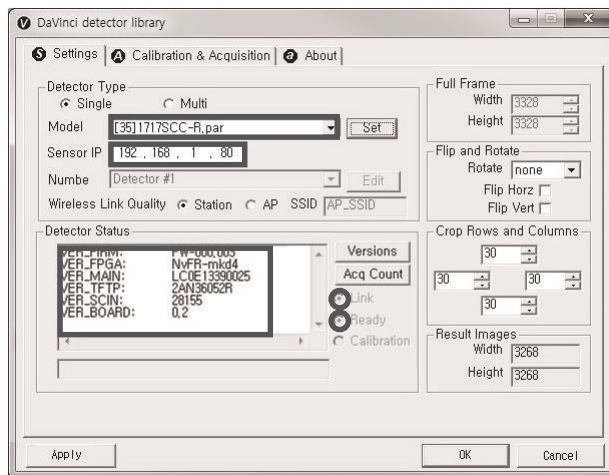 DaVinci detector library
Settings
Calibration & Acquisition
About
Detector Type
Single
Multi
Model
[35]1717SCC-R,par
Set
Sensor IP
192 . 168 . 1 . 80
Numbe
Detector #1
Edit
Wireless Link Quality
Station
AP
SSID
AP_SSID
Detector Status
VER_FIRM:
VER_FPGA: NvFR-mkd4
VER_MAIN: LC0E13390025
VER_TFTP: 2AN36052R
VER_SCIN: 28155
VER_BOARD: 0,2
Versions
Acq Count
Link
Ready
Calibration
Full Frame
Width 3328
Height 3328
Flip and Rotate
Rotate none
Flip Horz
Flip Vert
Crop Rows and Columns
30
30 30
30
Result Images
Width 3268
Height 3268
Apply
OK
Cancel